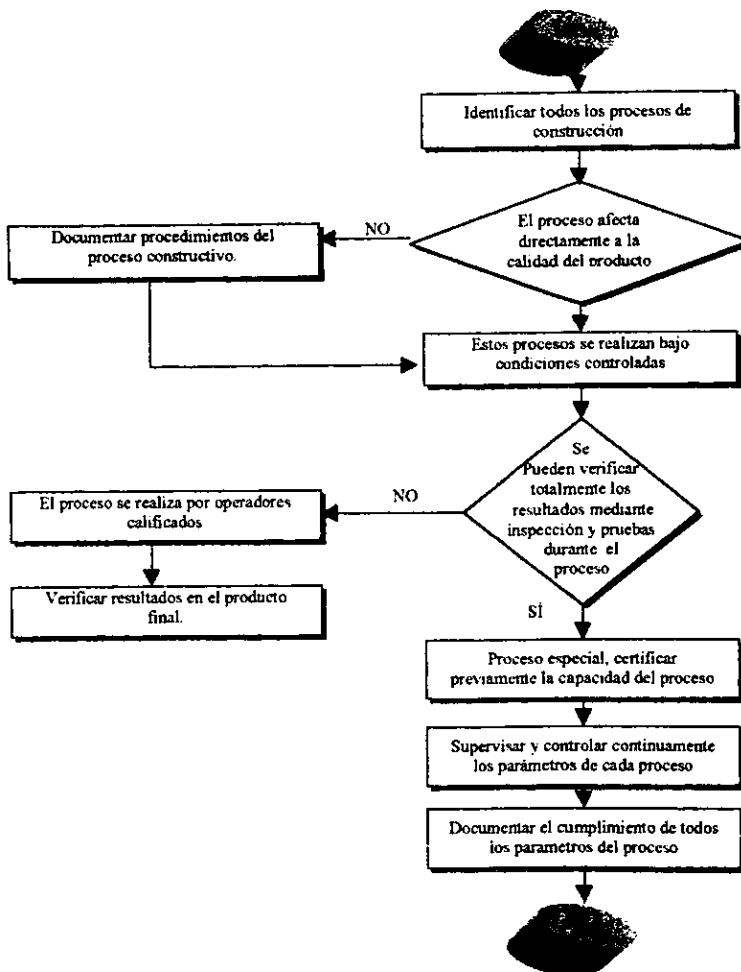 Identificar todos los procesos de
construcción
El proceso afecta
directamente a la
calidad del producto
NO
Documentar procedimientos del
proceso constructivo.
Estos procesos se realizan bajo
condiciones controladas
Se
Pueden verificar
totalmente los
resultados mediante
inspección y pruebas
durante el
proceso
NO
El proceso se realiza por operadores
calificados
Verificar resultados en el producto
final.
SÍ
Proceso especial, certificar
previamente la capacidad del proceso
Supervisar y controlar continuamente
los parámetros de cada proceso
Documentar el cumplimiento de todos
los parametros del proceso